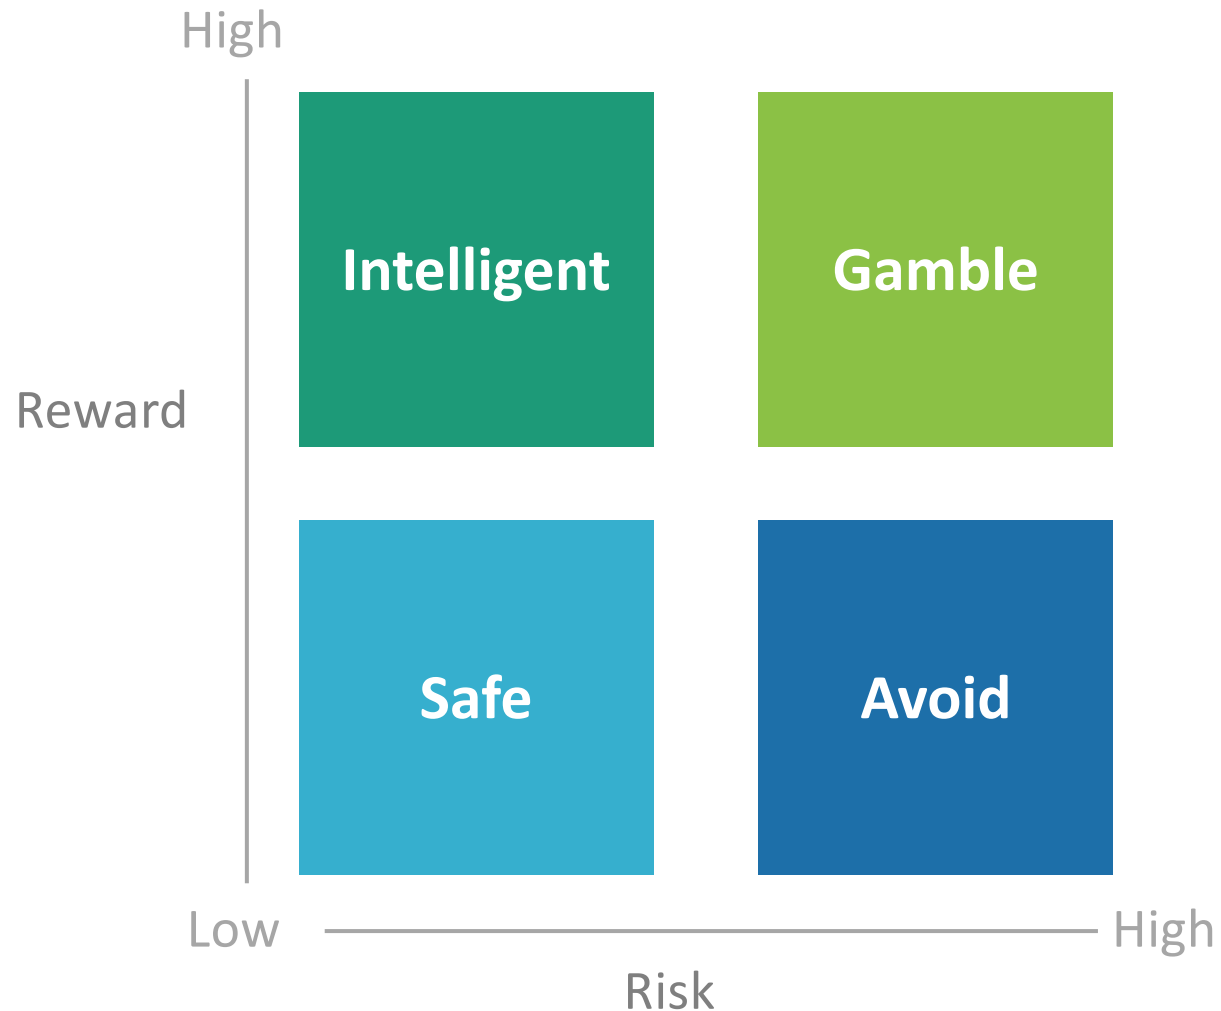 High
Intelligent
Gamble
Reward
Safe
Avoid
Low
High
Risk